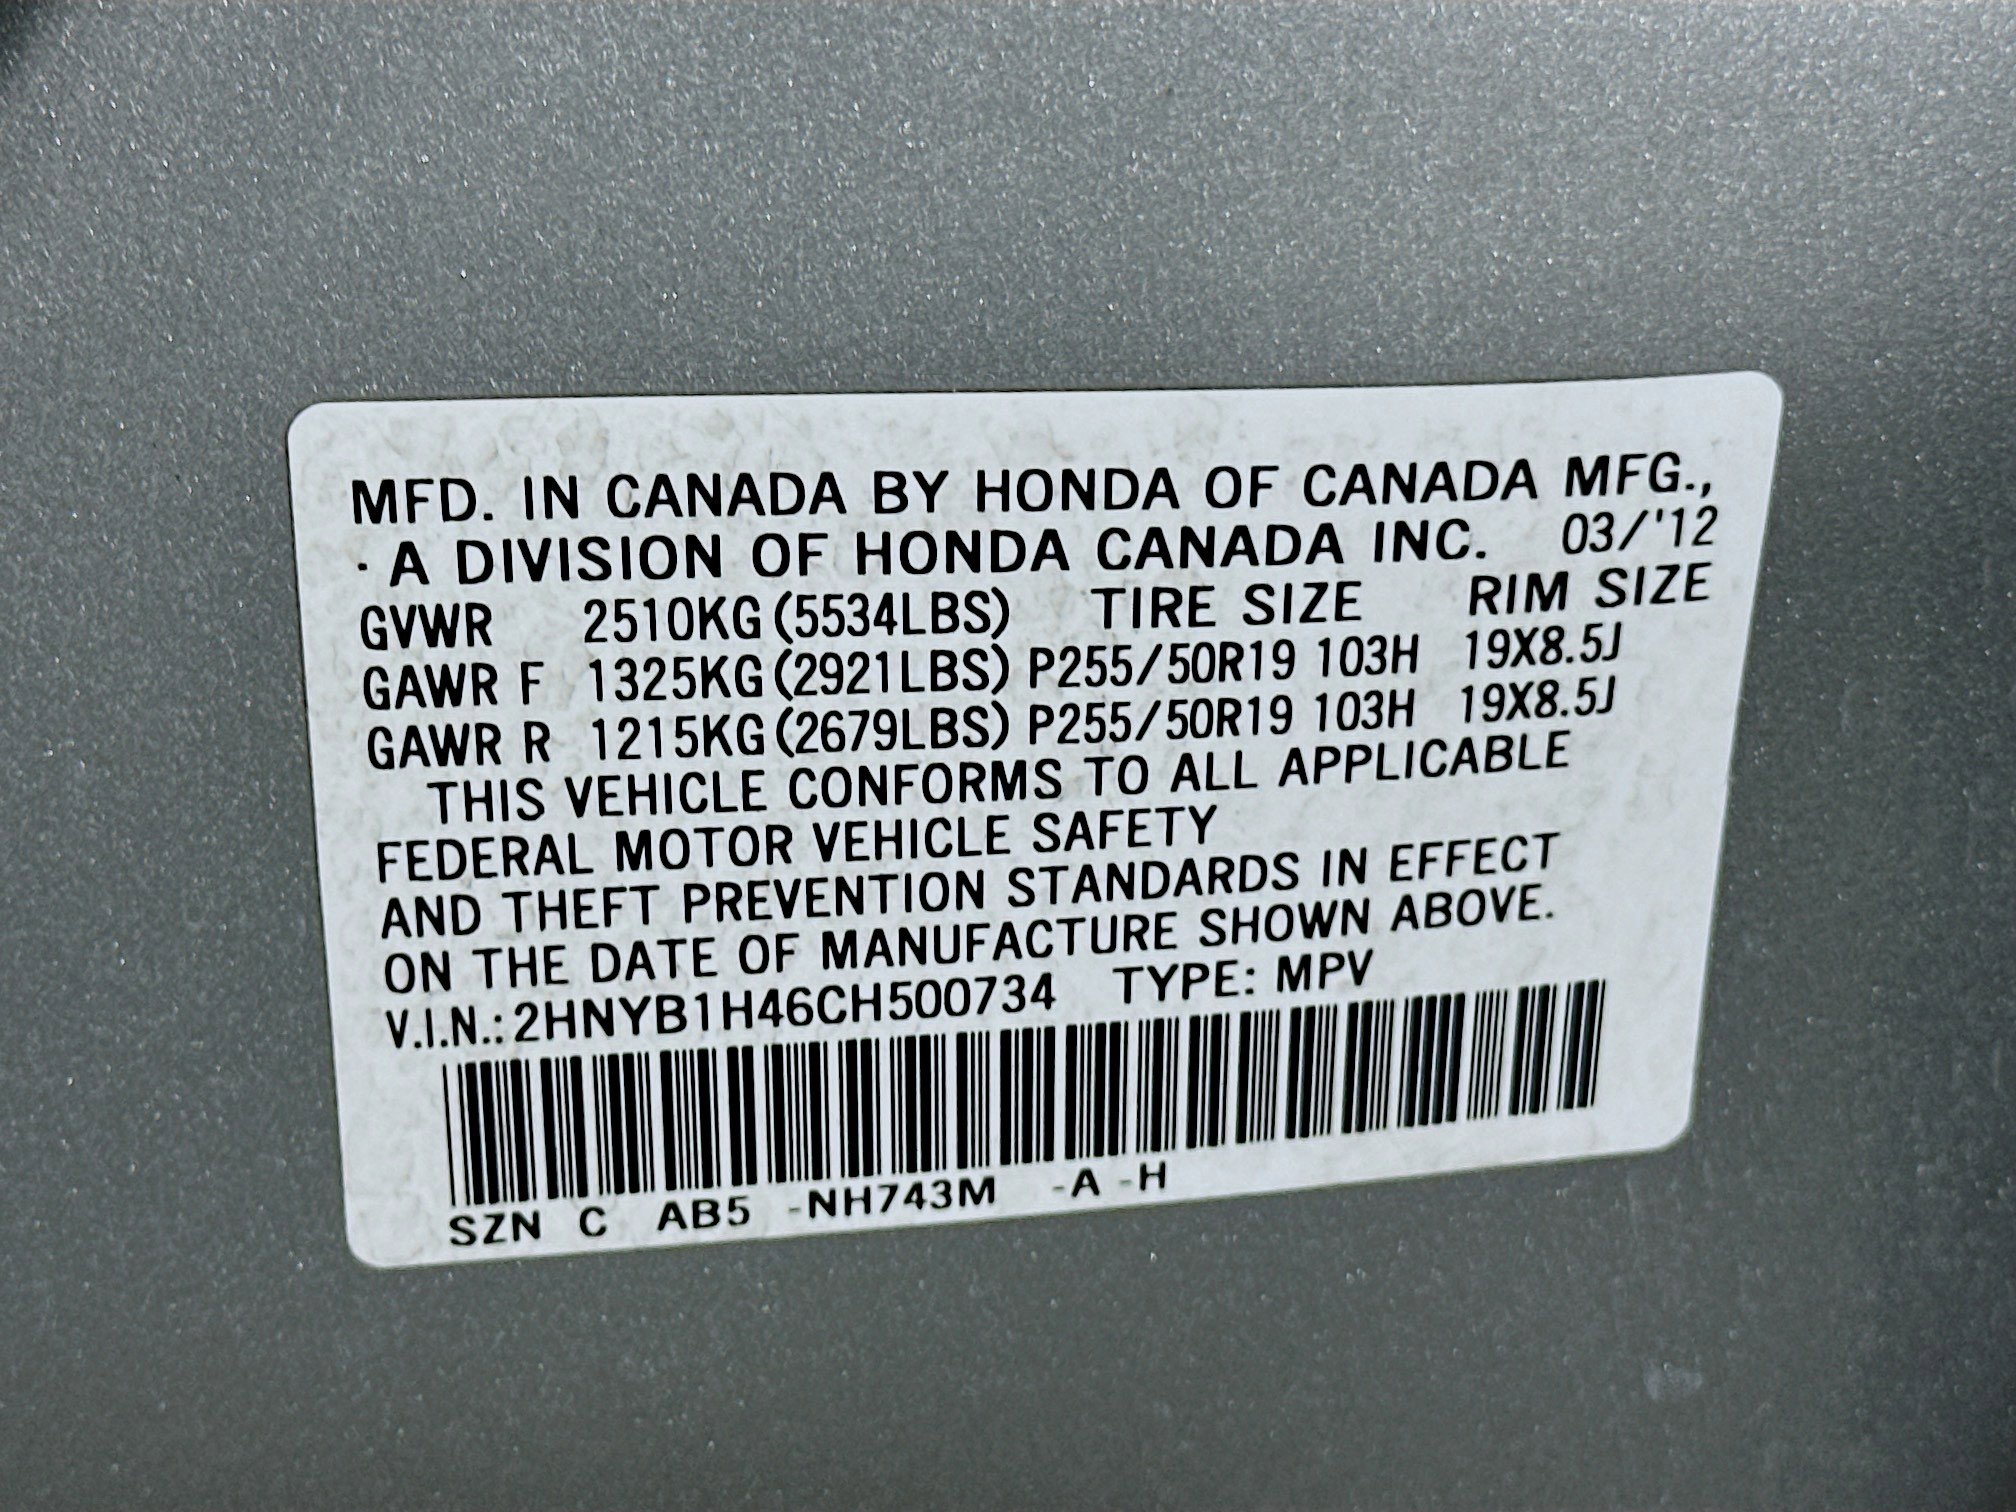 MFD. IN CANADA BY HONDA OF CANADA MFG.,
· A DIVISION OF HONDA CANADA INC. 03/'12
GVWR 2510KG (5534LBS) TIRE SIZE RIM SIZE
GAWR F 1325KG (2921LBS) P255/50R19 103H 19X8.5J
GAWR R 1215KG (2679LBS) P255/50R19 103H 19X8.5J
THIS VEHICLE CONFORMS TO ALL APPLICABLE
FEDERAL MOTOR VEHICLE SAFETY
AND THEFT PREVENTION STANDARDS IN EFFECT
ON THE DATE OF MANUFACTURE SHOWN ABOVE.
V.I.N.: 2HNYB1H46CH500734 TYPE: MPV
SZN C AB5 -NH743M -A -H